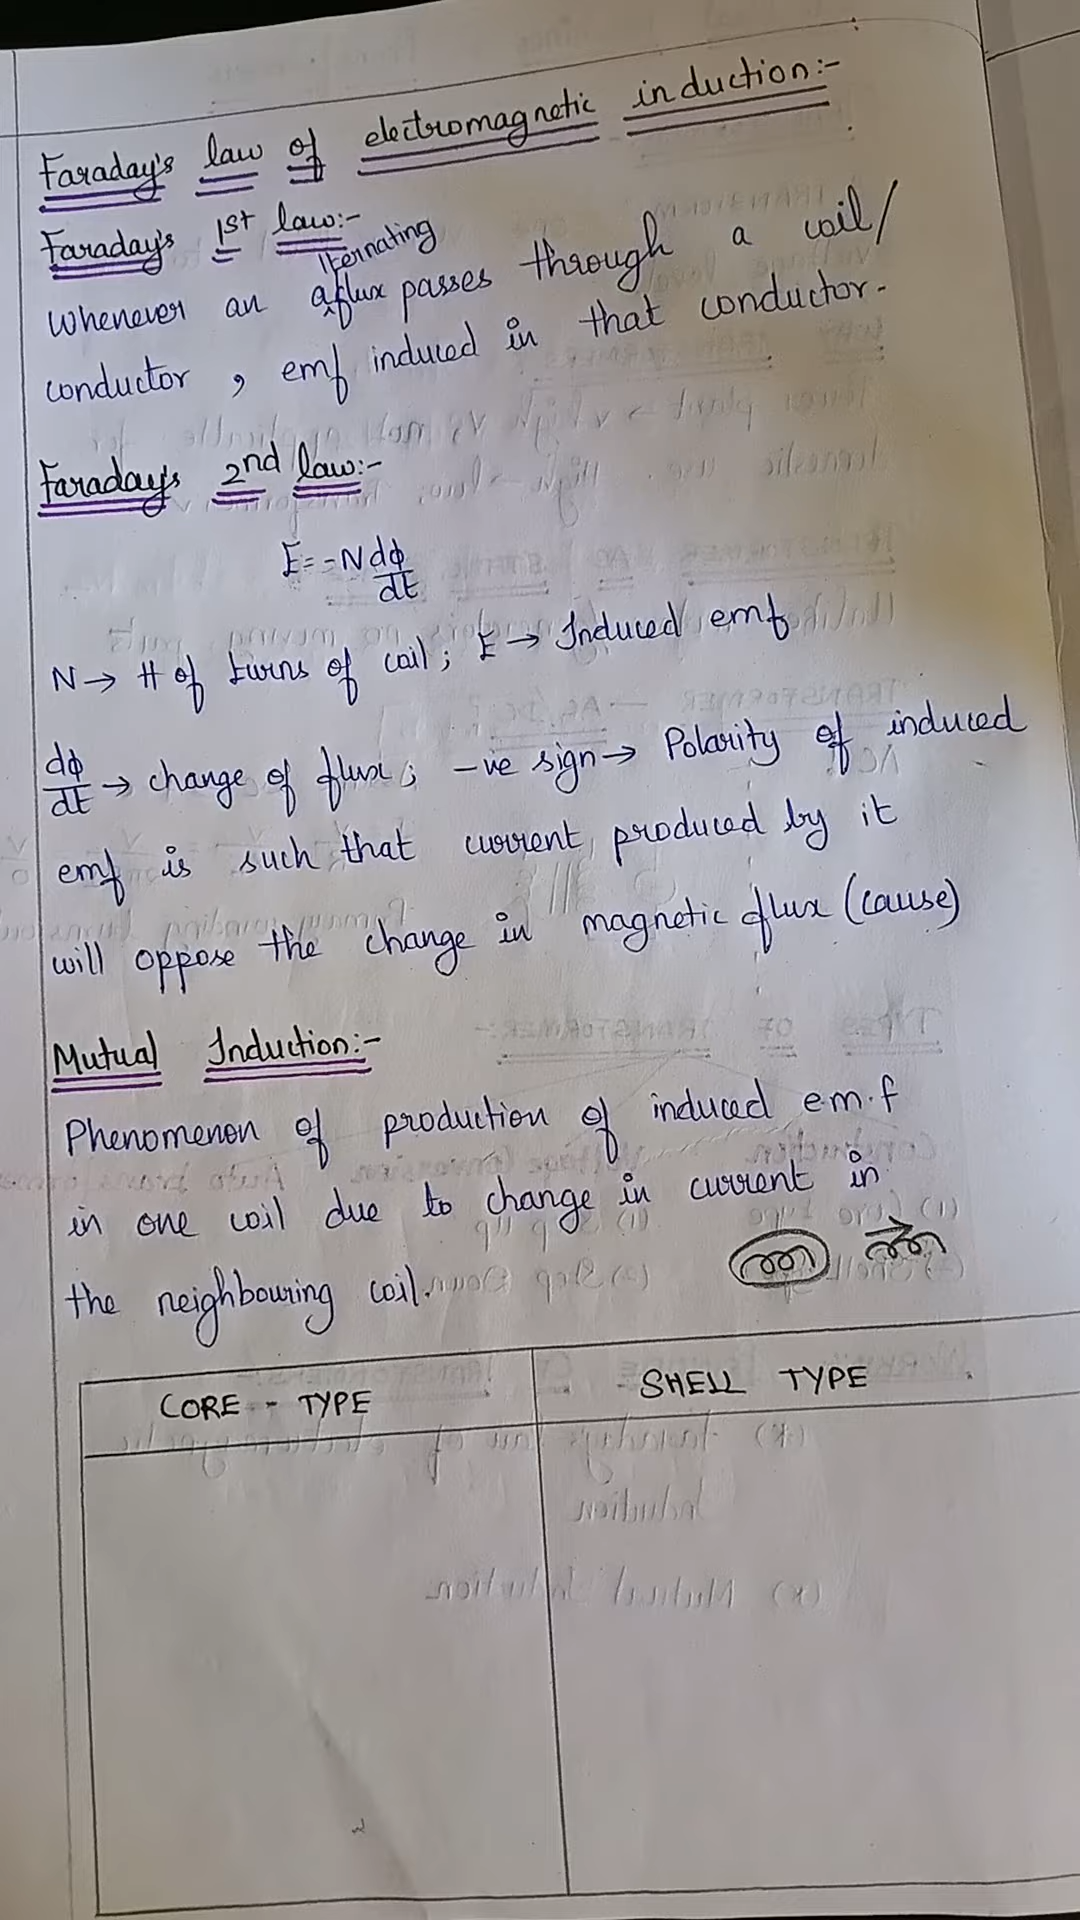 Faraday's law of electromagnetic induction:-
Faraday's 1st law:-
Whenever an alternating flux passes through a coil/
conductor, emf induced in that conductor.
Faraday's 2nd law:-
E = -N dϕ/dt
N → # of turns of coil; E → Induced emf
dϕ/dt → change of flux; -ve sign → Polarity of induced
emf is such that current produced by it
will oppose the change in magnetic flux (cause)
Mutual Induction:-
Phenomenon of production of induced e.m.f
in one coil due to change in current in
the neighbouring coil.
CORE - TYPE
SHELL TYPE